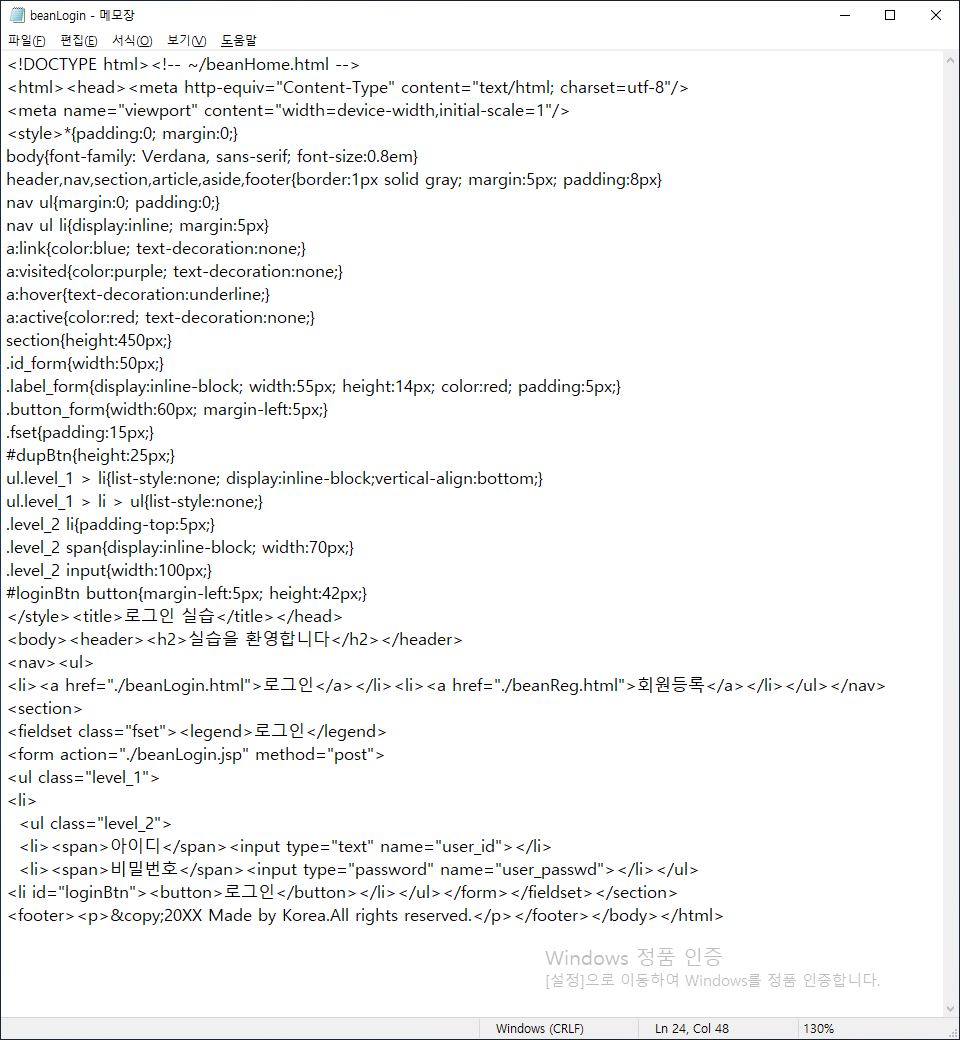 beanLogin - 메모장
파일(F) 편집(E) 서식(O) 보기(V) 도움말
<!DOCTYPE html><!-- ~/beanHome.html -->
<html><head><meta http-equiv="Content-Type" content="text/html; charset=utf-8"/>
<meta name="viewport" content="width=device-width,initial-scale=1"/>
<style>*{padding:0; margin:0;}
body{font-family: Verdana, sans-serif; font-size:0.8em}
header,nav,section,article,aside,footer{border:1px solid gray; margin:5px; padding:8px}
nav ul{margin:0; padding:0;}
nav ul li{display:inline; margin:5px}
a:link{color:blue; text-decoration:none;}
a:visited{color:purple; text-decoration:none;}
a:hover{text-decoration:underline;}
a:active{color:red; text-decoration:none;}
section{height:450px;}
.id_form{width:50px;}
.label_form{display:inline-block; width:55px; height:14px; color:red; padding:5px;}
.button_form{width:60px; margin-left:5px;}
.fset{padding:15px;}
#dupBtn{height:25px;}
ul.level_1 > li{list-style:none; display:inline-block;vertical-align:bottom;}
ul.level_1 > li > ul{list-style:none;}
.level_2 li{padding-top:5px;}
.level_2 span{display:inline-block; width:70px;}
.level_2 input{width:100px;}
#loginBtn button{margin-left:5px; height:42px;}
</style><title>로그인 실습</title></head>
<body><header><h2>실습을 환영합니다</h2></header>
<nav><ul>
<li><a href="./beanLogin.html">로그인</a></li><li><a href="./beanReg.html">회원등록</a></li></ul></nav>
<section>
<fieldset class="fset"><legend>로그인</legend>
<form action="./beanLogin.jsp" method="post">
<ul class="level_1">
<li>
<ul class="level_2">
<li><span>아이디</span><input type="text" name="user_id"></li>
<li><span>비밀번호</span><input type="password" name="user_passwd"></li></ul>
<li id="loginBtn"><button>로그인</button></li></ul></form></fieldset></section>
<footer><p>&copy;20XX Made by Korea.All rights reserved.</p></footer></body></html>
Windows 정품 인증
[설정]으로 이동하여 Windows를 정품 인증합니다.
Windows (CRLF) Ln 24, Col 48 130%